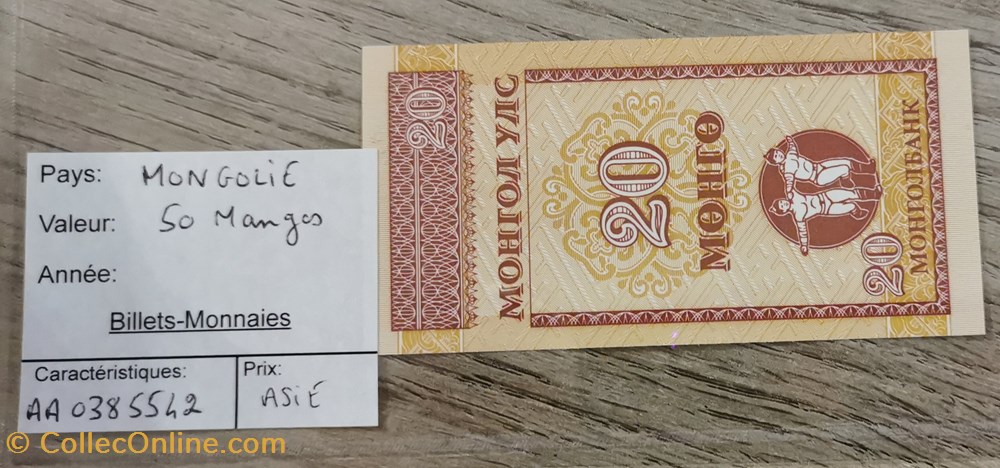 Pays: MONGOLIE
Valeur: 50 Mangos
Année:
Billets-Monnaies
Caractéristiques:
AA 0385542
Prix:
ASIE
20
МОНГОЛ УЛС
20
МӨНГӨ
20
МОНГОЛБАНК
© CollecOnline.com